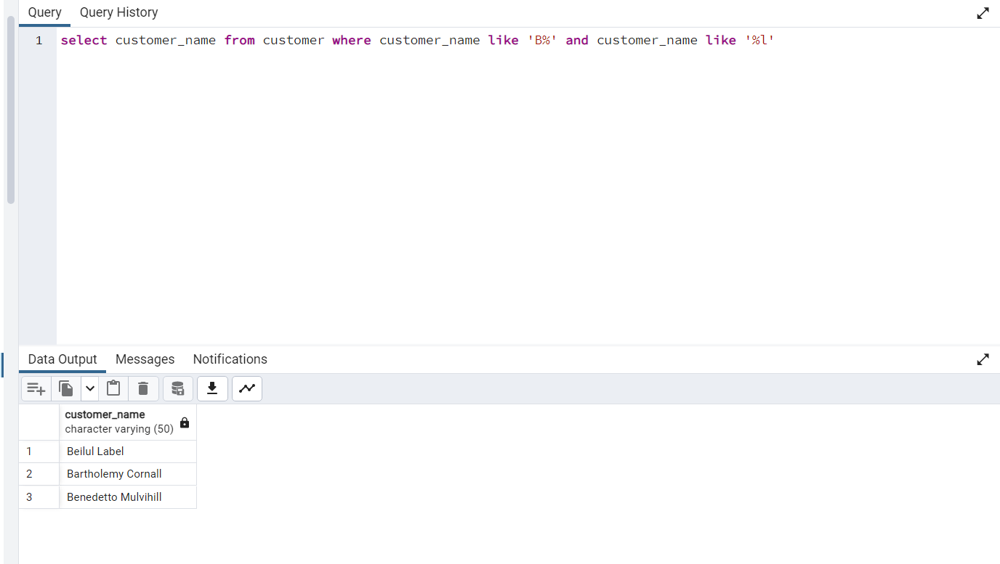 Query Query History
1 select customer_name from customer where customer_name like 'B%' and customer_name like '%l'
Data Output Messages Notifications
customer_name
character varying (50)
1 Beilul Label
2 Bartholemy Cornall
3 Benedetto Mulvihill